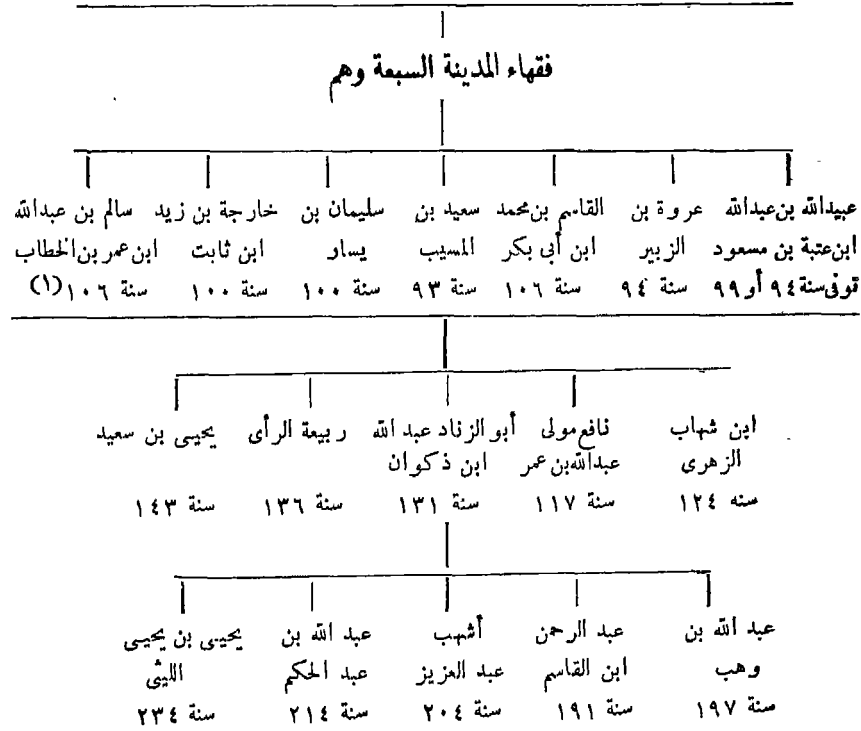 فقهاء المدينة السبعة وهم
عبيدالله بن عبدالله عروة بن القاسم بن محمد سعيد بن سليمان بن خارجة بن زيد سالم بن عبدالله
ابن عتبة بن مسعود الزبير ابن أبى بكر المسيب يسار ابن ثابت ابن عمر بن الخطاب
توفى سنة ٩٤ أو ٩٩ سنة ٩٤ سنة ١٠٦ سنة ٩٣ سنة ١٠٠ سنة ١٠٠ سنة ١٠٦ (١)
ابن شهاب نافع مولى أبو الزناد عبد الله ربيعة الرأى يحيى بن سعيد
الزهرى عبدالله بن عمر ابن ذكوان
سنه ١٢٤ سنة ١١٧ سنة ١٣١ سنة ١٣٦ سنة ١٤٣
عبد الله بن عبد الرحمن أشهب عبد الله بن يحيى بن يحيى
وهب ابن القاسم عبد العزيز عبد الحكم الليثى
سنة ١٩٧ سنة ١٩١ سنة ٢٠٤ سنة ٢١٤ سنة ٢٣٤